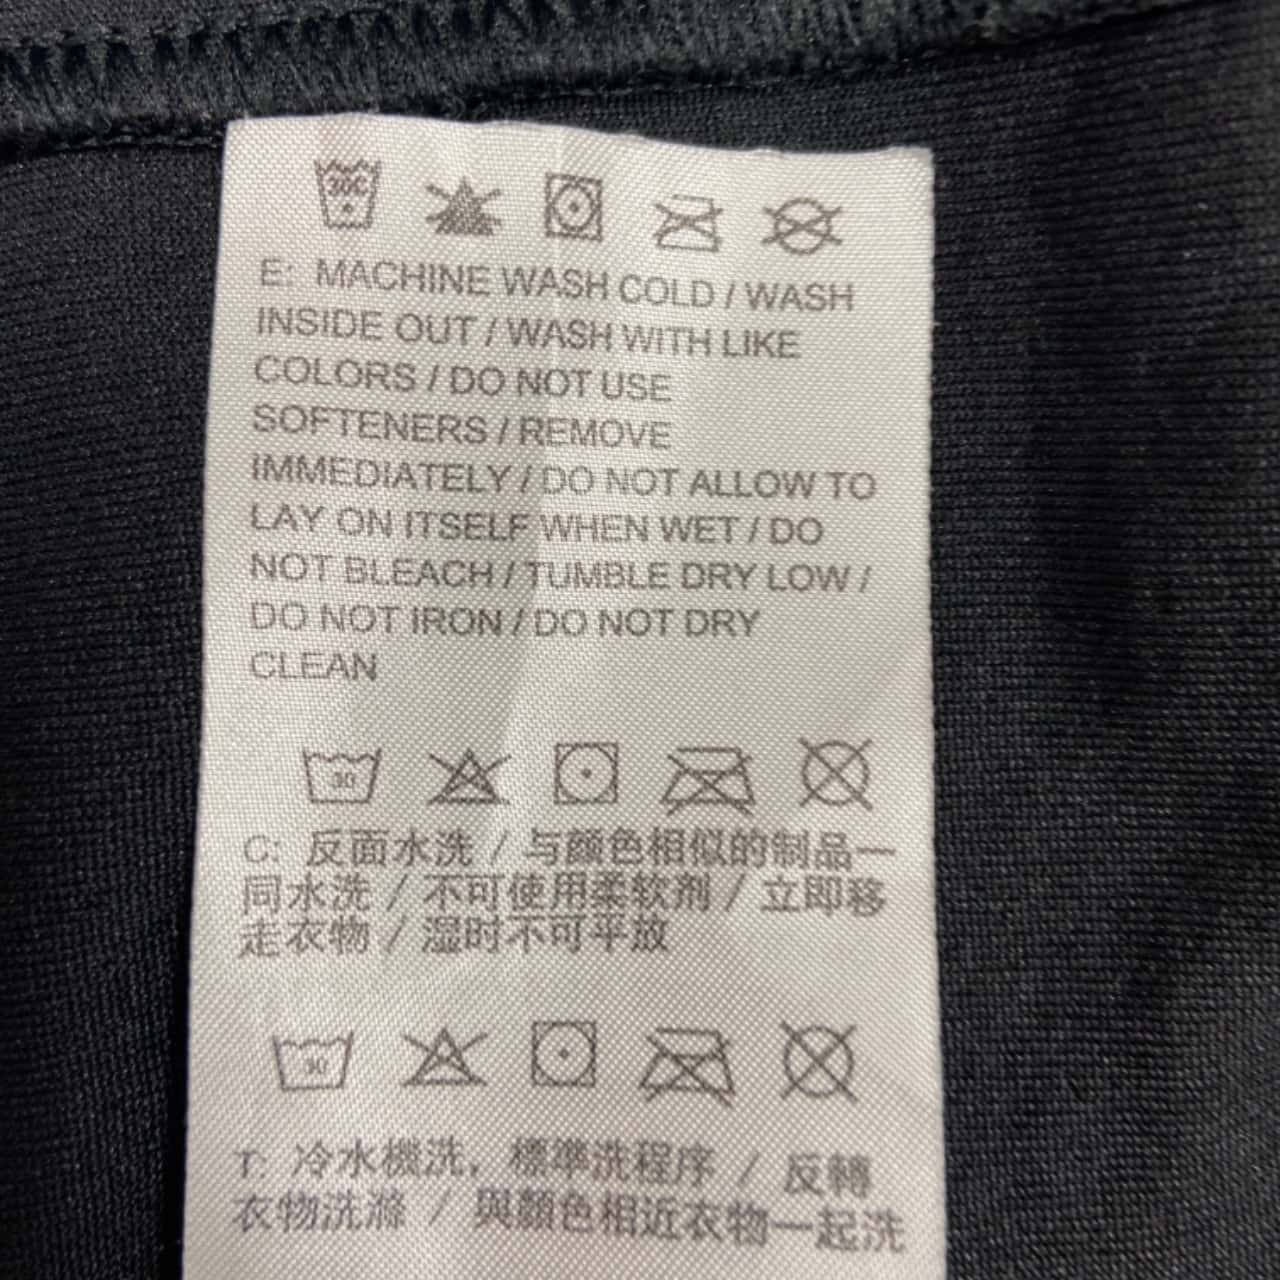 30C
E: MACHINE WASH COLD / WASH
INSIDE OUT / WASH WITH LIKE
COLORS / DO NOT USE
SOFTENERS / REMOVE
IMMEDIATELY / DO NOT ALLOW TO
LAY ON ITSELF WHEN WET / DO
NOT BLEACH / TUMBLE DRY LOW /
DO NOT IRON / DO NOT DRY
CLEAN
30
C: 反面水洗 / 与颜色相似的制品一
同水洗 / 不可使用柔软剂 / 立即移
走衣物 / 湿时不可平放
30
T: 冷水機洗，標準洗程序 / 反轉
衣物洗滌 / 與顏色相近衣物一起洗